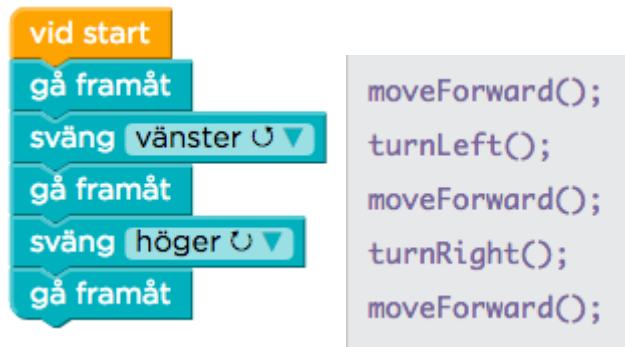 vid start
gå framåt
sväng vänster ↺ ▼
gå framåt
sväng höger ↻ ▼
gå framåt
moveForward();
turnLeft();
moveForward();
turnRight();
moveForward();